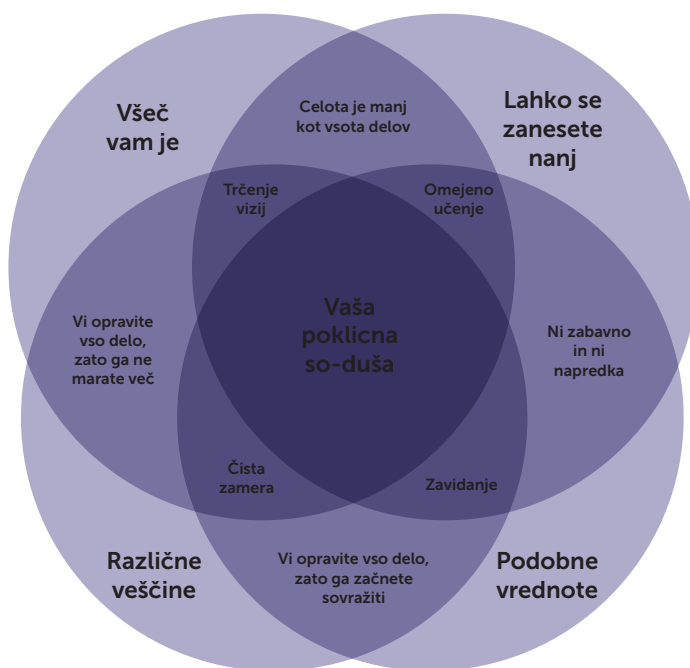 Všeč
vam je
Celota je manj
kot vsota delov
Lahko se
zanesete
nanj
Trčenje
vizij
Omejeno
učenje
Vi opravite
vso delo,
zato ga ne
marate več
Vaša
poklicna
so-duša
Ni zabavno
in ni
napredka
Čista
zamera
Zavidanje
Različne
veščine
Vi opravite vso delo,
zato ga začnete
sovražiti
Podobne
vrednote